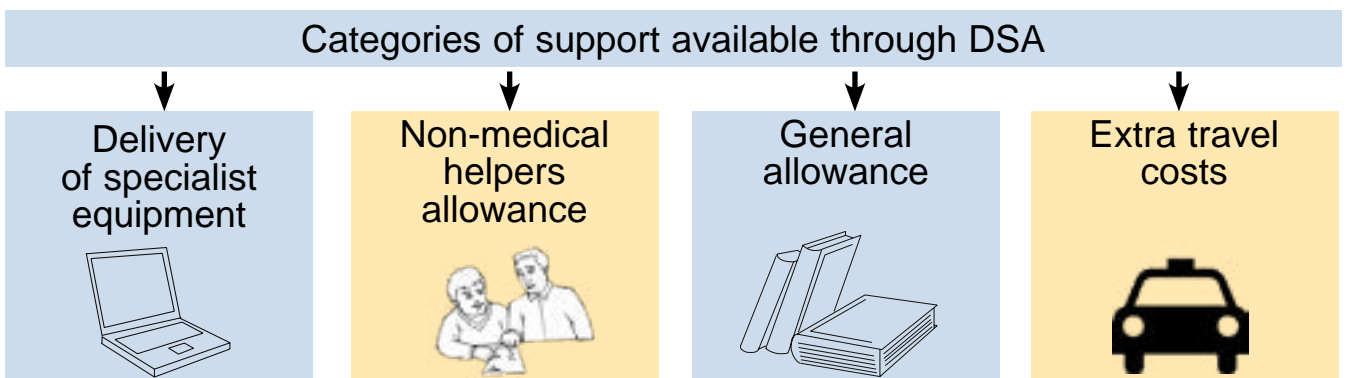 Categories of support available through DSA
Delivery
of specialist
equipment
Non-medical
helpers
allowance
General
allowance
Extra travel
costs